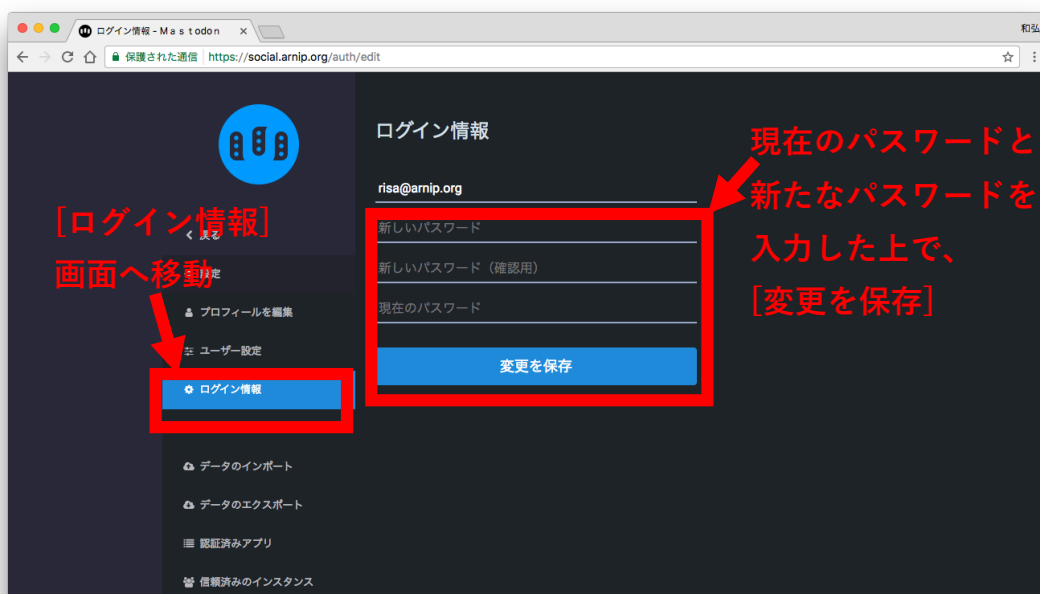 ログイン情報 - Mastodon
和弘
保護された通信 https://social.arnip.org/auth/edit
ログイン情報
risa@arnip.org
新しいパスワード
新しいパスワード（確認用）
現在のパスワード
変更を保存
現在のパスワードと
新たなパスワードを
入力した上で、
[変更を保存]
[ログイン情報]
画面へ移動
戻る
設定
プロフィールを編集
ユーザー設定
ログイン情報
データのインポート
データのエクスポート
認証済みアプリ
信頼済みのインスタンス